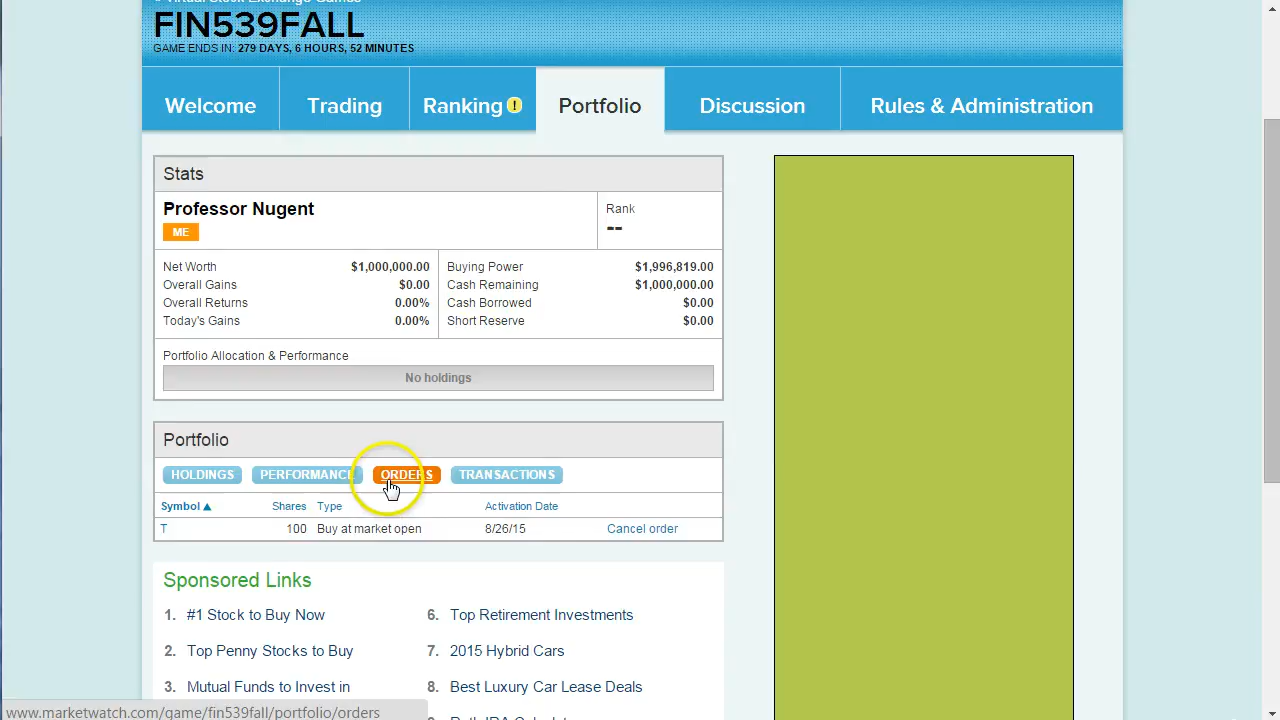 Virtual Stock Exchange Games
FIN539FALL
GAME ENDS IN: 279 DAYS, 6 HOURS, 52 MINUTES
Welcome
Trading
Ranking !
Portfolio
Discussion
Rules & Administration
Stats
Professor Nugent
ME
Rank
--
Net Worth $1,000,000.00
Overall Gains $0.00
Overall Returns 0.00%
Today's Gains 0.00%
Buying Power $1,996,819.00
Cash Remaining $1,000,000.00
Cash Borrowed $0.00
Short Reserve $0.00
Portfolio Allocation & Performance
No holdings
Portfolio
HOLDINGS PERFORMANCE ORDERS TRANSACTIONS
Symbol Shares Type Activation Date
T 100 Buy at market open 8/26/15 Cancel order
Sponsored Links
1. #1 Stock to Buy Now
2. Top Penny Stocks to Buy
3. Mutual Funds to Invest in
6. Top Retirement Investments
7. 2015 Hybrid Cars
8. Best Luxury Car Lease Deals
www.marketwatch.com/game/fin539fall/portfolio/orders